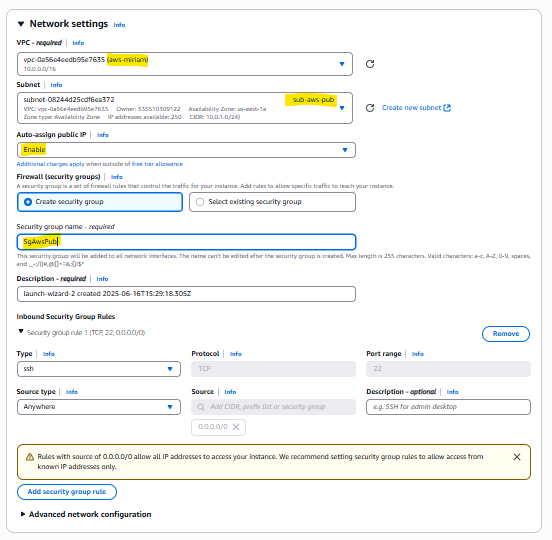 Network settings Info
VPC - required Info
vpc-0a56e4eedb95e7635 (aws-miriam)
10.0.0.0/16
Subnet Info
subnet-08244d25cdf6ea372 sub-aws-pub
VPC: vpc-0a56e4eedb95e7635 Owner: 335510309122 Availability Zone: us-east-1a
Zone type: Availability Zone IP addresses available: 250 CIDR: 10.0.1.0/24)
Create new subnet
Auto-assign public IP Info
Enable
Additional charges apply when outside of free tier allowance
Firewall (security groups) Info
A security group is a set of firewall rules that control the traffic for your instance. Add rules to allow specific traffic to reach your instance.
Create security group Select existing security group
Security group name - required
SgAwsPub
This security group will be added to all network interfaces. The name can't be edited after the security group is created. Max length is 255 characters. Valid characters: a-z, A-Z, 0-9, spaces,
and ._-:/()#,@[]+=&;{}!$*
Description - required Info
launch-wizard-2 created 2025-06-16T15:29:18.305Z
Inbound Security Group Rules
Security group rule 1 (TCP, 22, 0.0.0.0/0)
Remove
Type Info Protocol Info Port range Info
ssh TCP 22
Source type Info Source Info Description - optional Info
Anywhere Add CIDR, prefix list or security group e.g. SSH for admin desktop
0.0.0.0/0
Rules with source of 0.0.0.0/0 allow all IP addresses to access your instance. We recommend setting security group rules to allow access from
known IP addresses only.
Add security group rule
Advanced network configuration